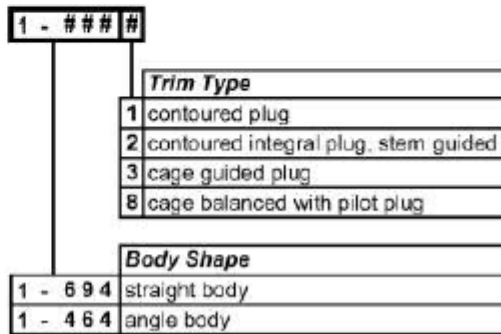 1 - # # # #
Trim Type
1 contoured plug
2 contoured integral plug, stem guided
3 cage guided plug
8 cage balanced with pilot plug
Body Shape
1 - 6 9 4 straight body
1 - 4 6 4 angle body